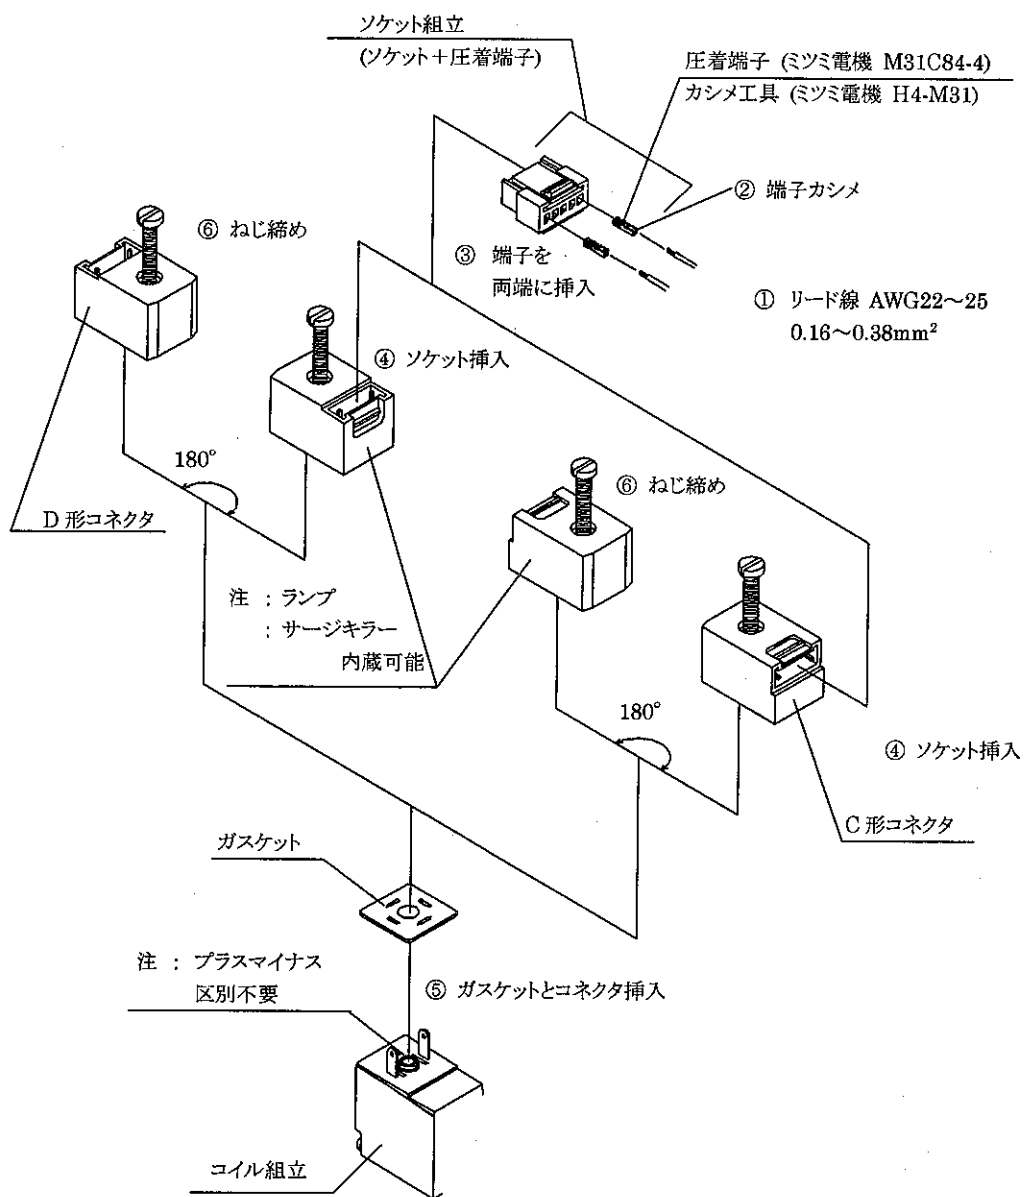 ソケット組立
(ソケット+圧着端子)
圧着端子 (ミツミ電機 M31C84-4)
カシメ工具 (ミツミ電機 H4-M31)
② 端子カシメ
⑥ ねじ締め
③ 端子を
両端に挿入
① リード線 AWG22～25
0.16～0.38mm²
④ ソケット挿入
180°
⑥ ねじ締め
D 形コネクタ
注 : ランプ
: サージキラー
内蔵可能
180°
④ ソケット挿入
C 形コネクタ
ガスケット
注 : プラスマイナス
区別不要
⑤ ガスケットとコネクタ挿入
コイル組立